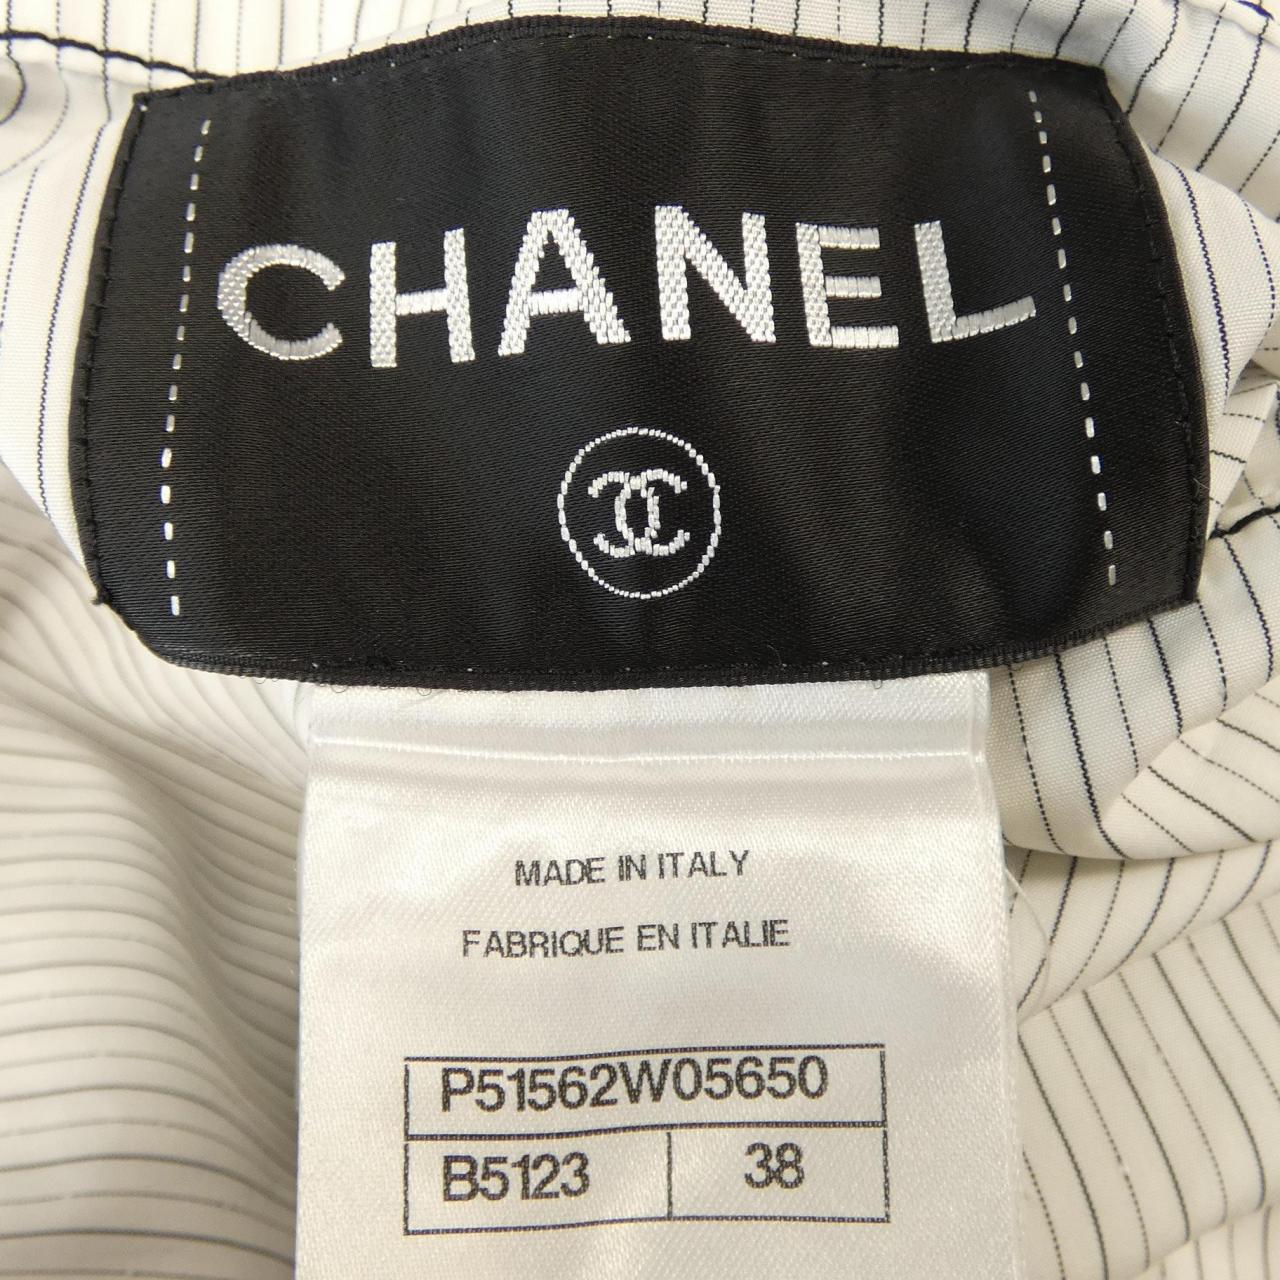 CHANEL
MADE IN ITALY
FABRIQUE EN ITALIE
P51562W05650
B5123 38